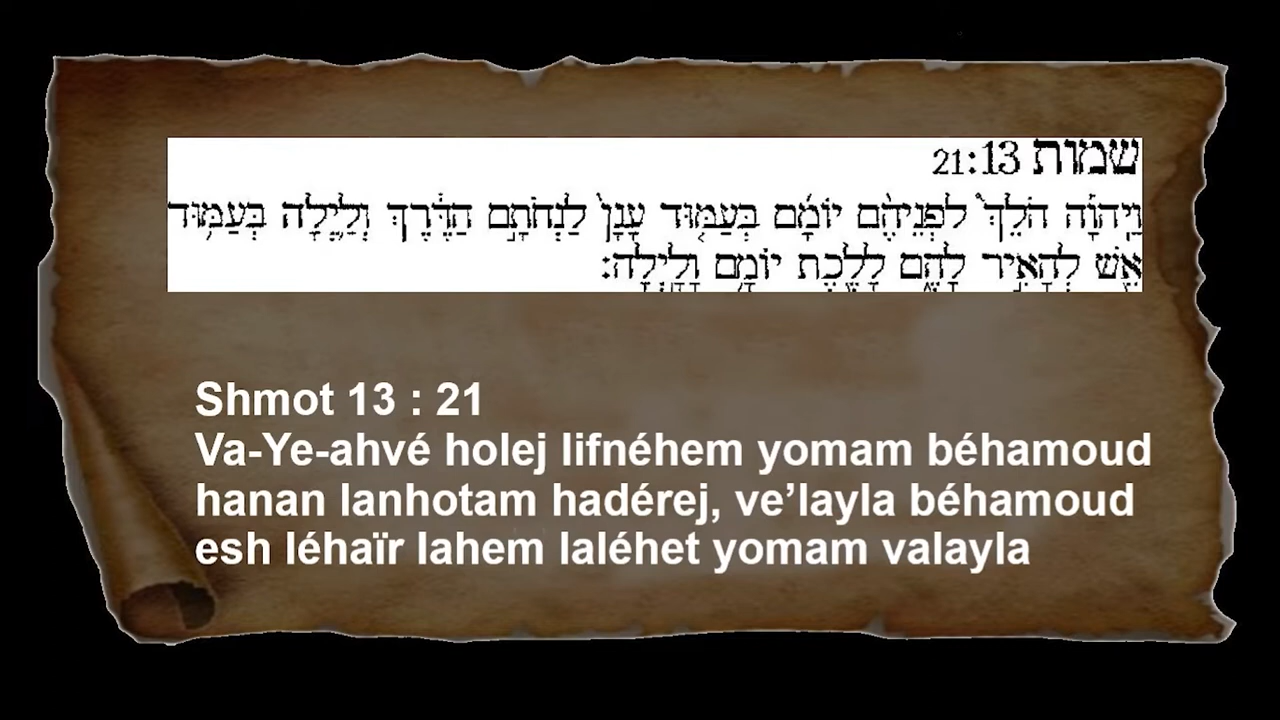 שמות 21:13
וַֽיהוָ֡ה הֹלֵךְ֩ לִפְנֵיהֶ֨ם יוֹמָ֜ם בְּעַמּ֤וּד עָנָן֙ לַנְחֹתָ֣ם הַדֶּ֔רֶךְ וְלַ֛יְלָה בְּעַמּ֥וּד
אֵ֖שׁ לְהָאִ֣יר לָהֶ֑ם לָלֶ֖כֶת יוֹמָ֥ם וָלָֽיְלָה׃
Shmot 13 : 21
Va-Ye-ahvé holej lifnéhem yomam béhamoud
hanan lanhotam hadérej, ve’layla béhamoud
esh léhaïr lahem laléhet yomam valayla